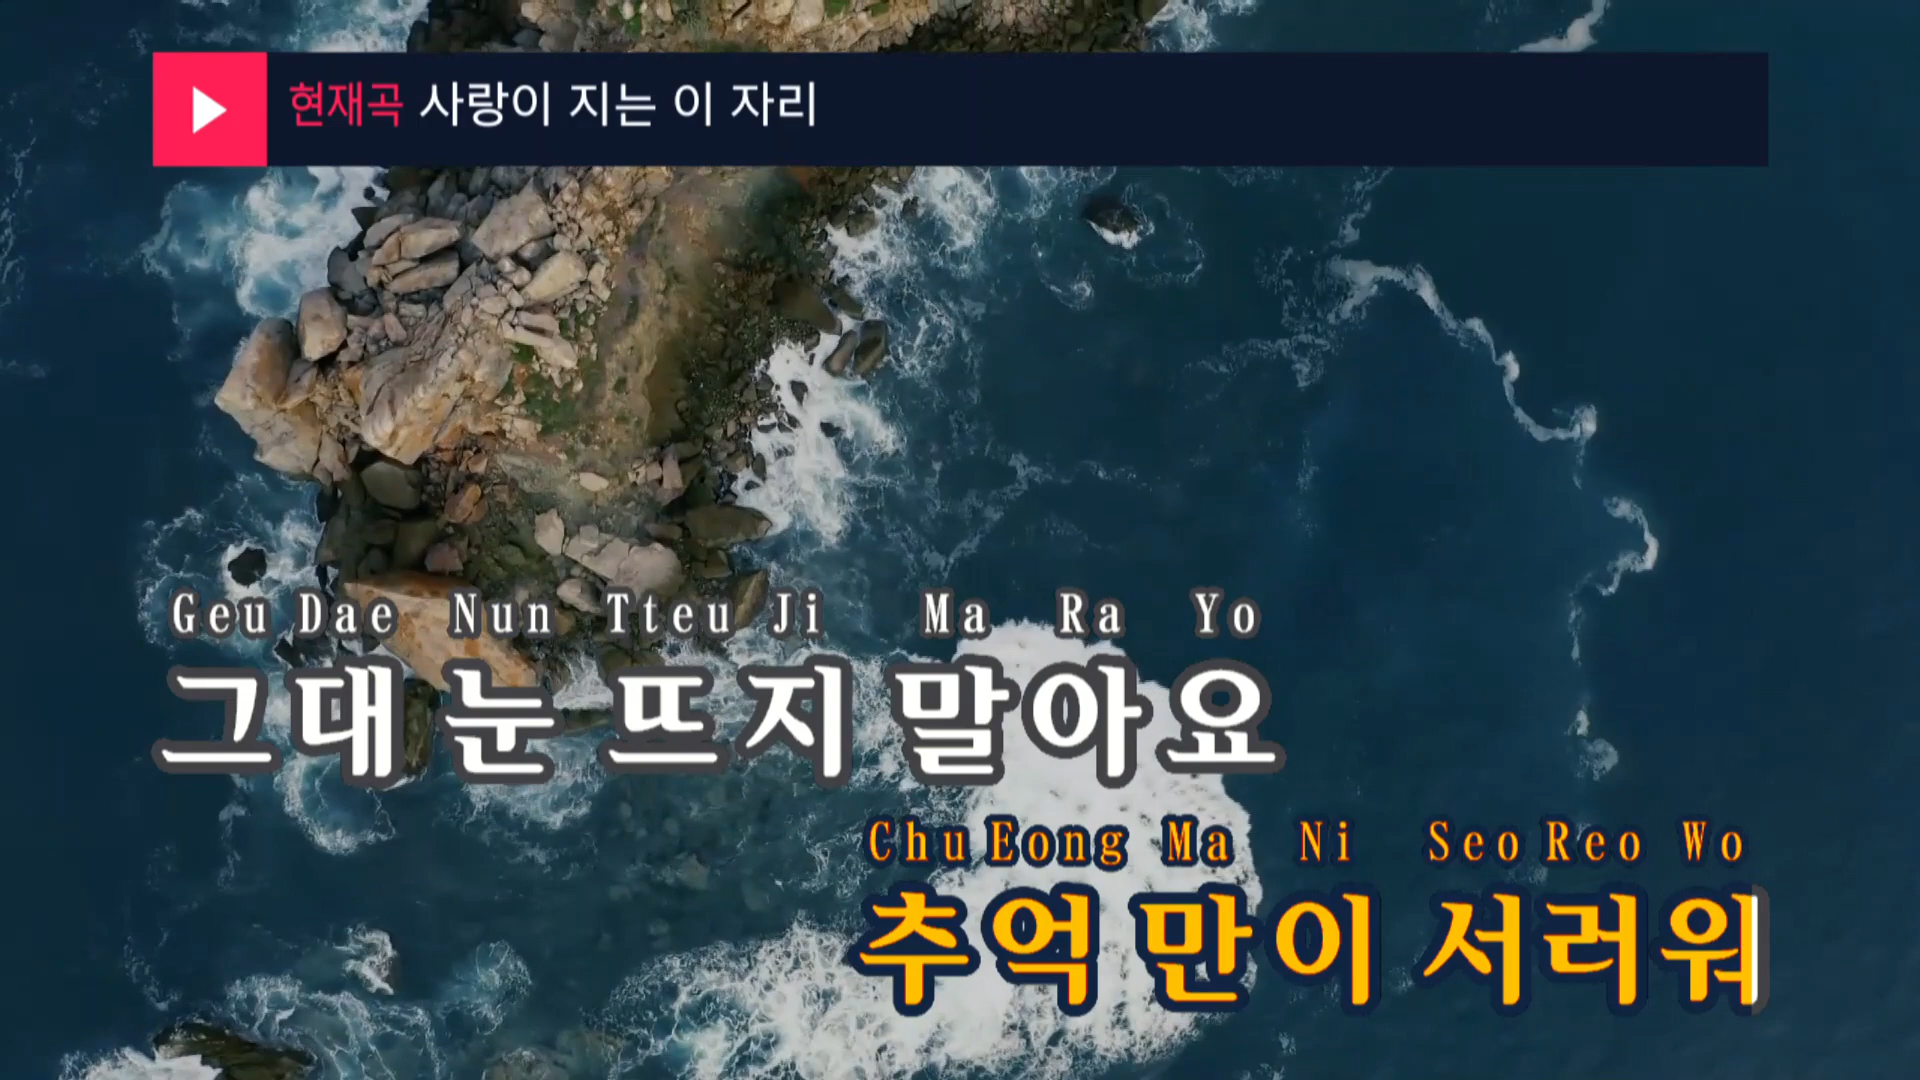 현재곡 사랑이 지는 이 자리
Geu Dae Nun Tteu Ji Ma Ra Yo
그대 눈 뜨지 말아요
Chu Eong Ma Ni Seo Reo Wo
추억 만이 서러워